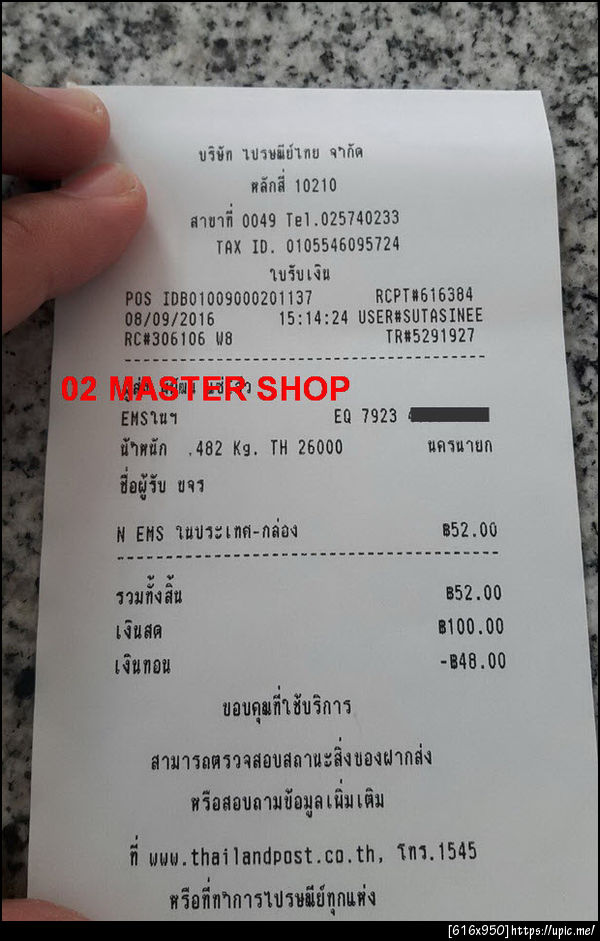 บริษัท ไปรษณีย์ไทย จำกัด
หลักสี่ 10210
สาขาที่ 0049 Tel.025740233
TAX ID. 0105546095724
ใบรับเงิน
POS IDB01009000201137 RCPT#616384
08/09/2016 15:14:24 USER#SUTASINEE
RC#306106 W8 TR#5291927
02 MASTER SHOP
EMSในฯ EQ 7923
น้ำหนัก .482 Kg. TH 26000 นครนายก
ชื่อผู้รับ ขจร
N EMS ในประเทศ-กล่อง ฿52.00
รวมทั้งสิ้น ฿52.00
เงินสด ฿100.00
เงินทอน -฿48.00
ขอบคุณที่ใช้บริการ
สามารถตรวจสอบสถานะสิ่งของฝากส่ง
หรือสอบถามข้อมูลเพิ่มเติม
ที่ www.thailandpost.co.th, โทร.1545
หรือที่ทำการไปรษณีย์ทุกแห่ง
[616x950]https://upic.me/